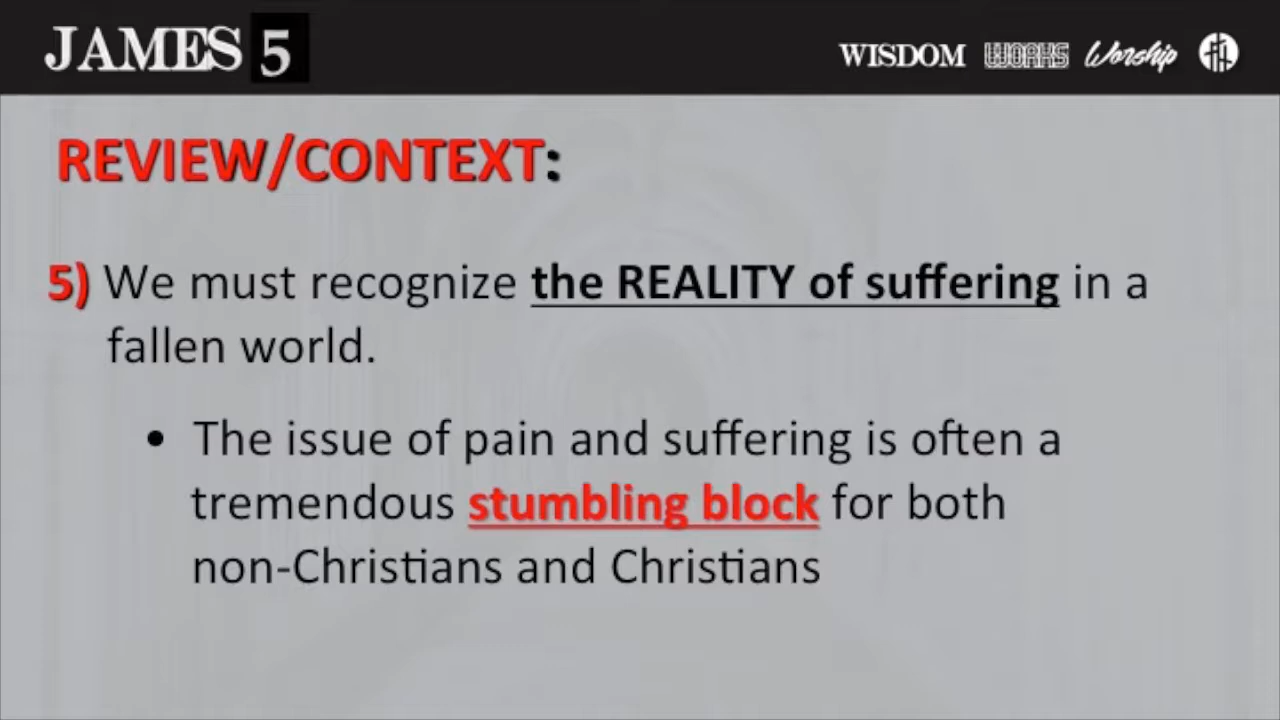 JAMES 5
WISDOM WORKS Worship
REVIEW/CONTEXT:
5) We must recognize the REALITY of suffering in a
fallen world.
• The issue of pain and suffering is often a
tremendous stumbling block for both
non-Christians and Christians